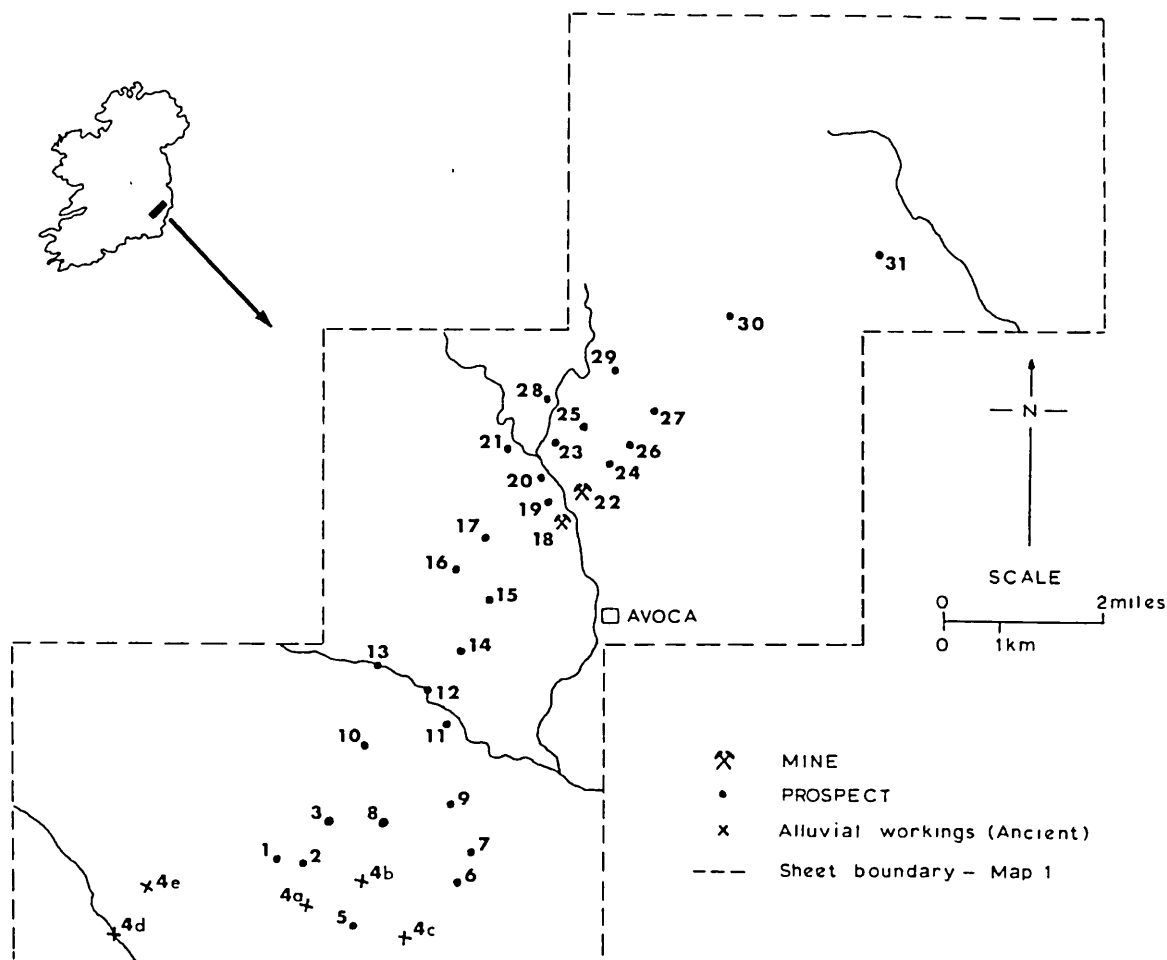 31
30
29
N
28
25
27
21
23
26
24
20
22
19
18
17
16
SCALE
0
2miles
15
AVOCA
0
1km
14
13
12
11
10
MINE
PROSPECT
9
3
8
Alluvial workings (Ancient)
7
1
2
Sheet boundary – Map 1
4b
6
4e
4a
5
4c
4d